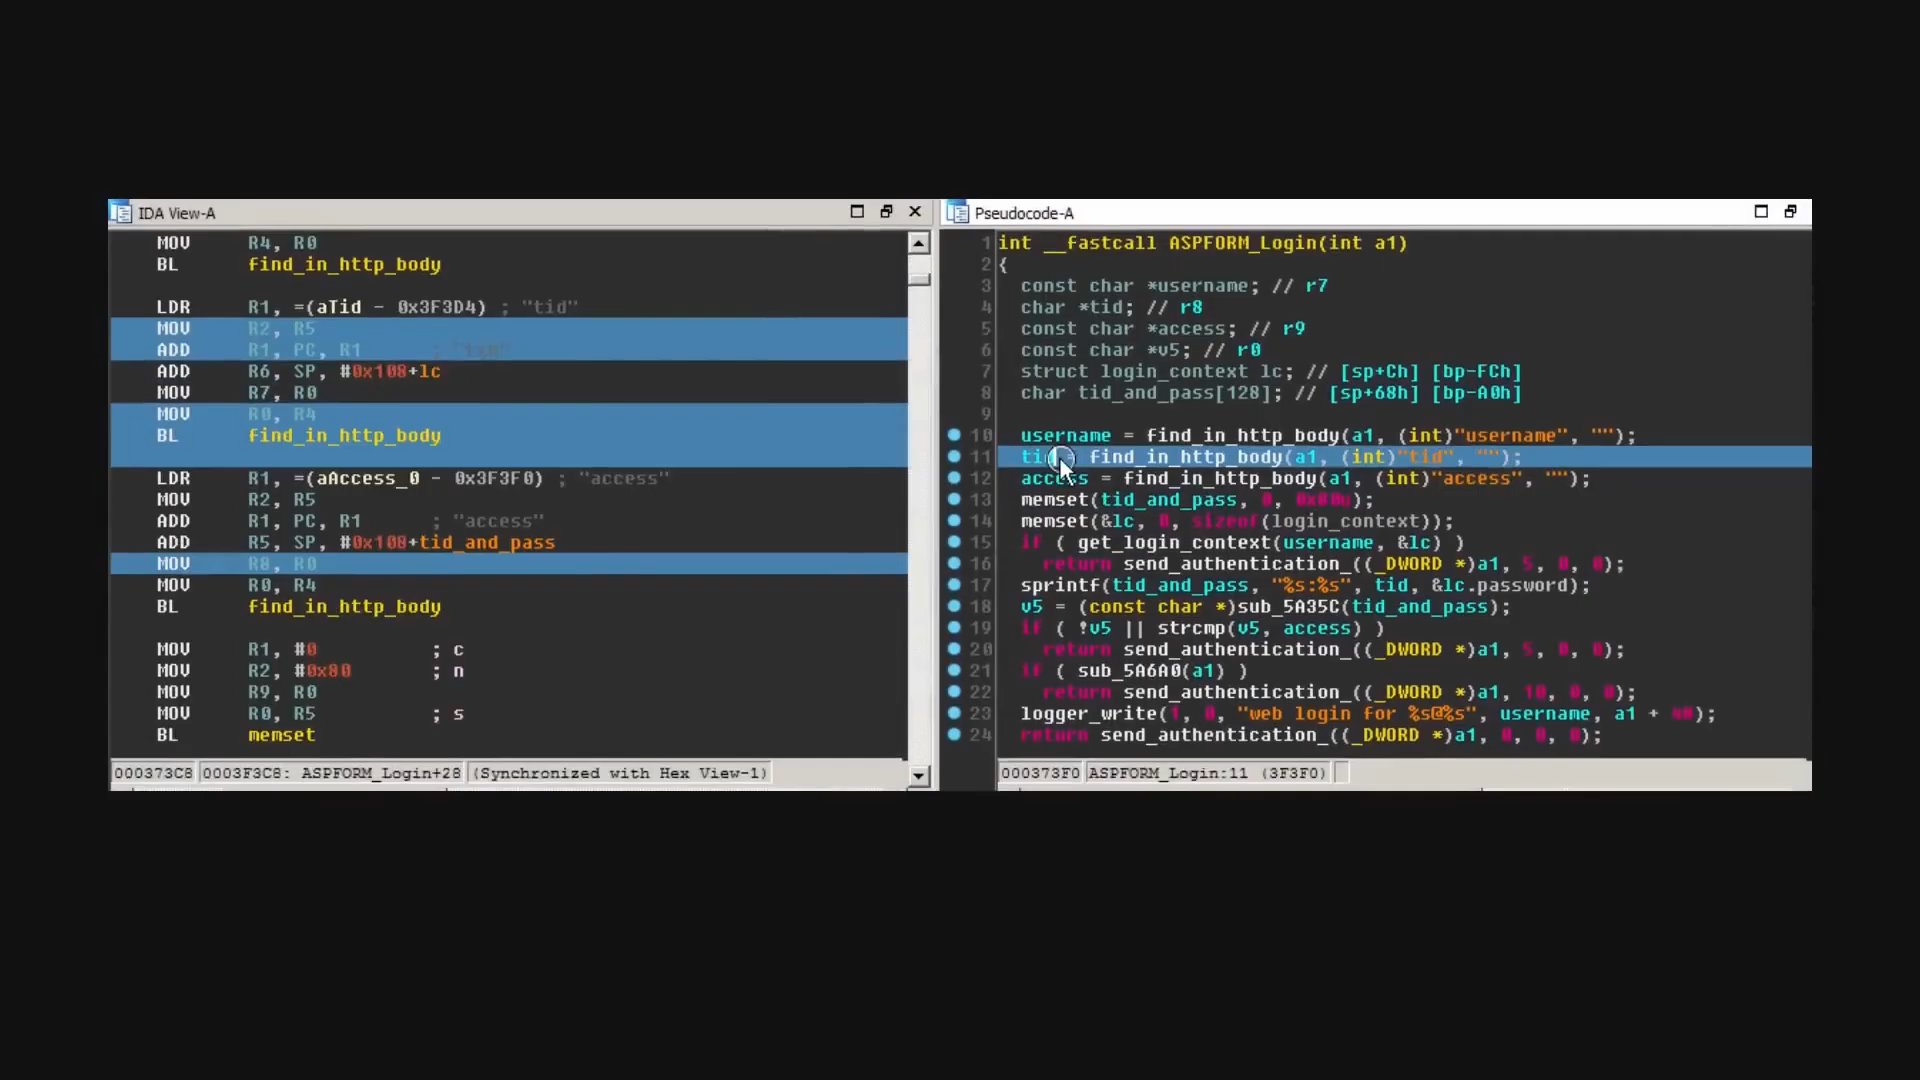 IDA View-A
MOV R4, R0
BL find_in_http_body
LDR R1, =(aTid - 0x3F3D4) ; "tid"
MOV R2, R5
ADD R1, PC, R1 ;
ADD R6, SP, #0x108+lc
MOV R7, R0
MOV R0, R4
BL find_in_http_body
LDR R1, =(aAccess_0 - 0x3F3F0) ; "access"
MOV R2, R5
ADD R1, PC, R1 ; "access"
ADD R5, SP, #0x108+tid_and_pass
MOV R8, R0
MOV R0, R4
BL find_in_http_body
MOV R1, #0 ; c
MOV R2, #0x80 ; n
MOV R9, R0
MOV R0, R5 ; s
BL memset
000373C8 0003F3C8: ASPFORM_Login+28 (Synchronized with Hex View-1)
Pseudocode-A
1 int __fastcall ASPFORM_Login(int a1)
2 {
3 const char *username; // r7
4 char *tid; // r8
5 const char *access; // r9
6 const char *v5; // r0
7 struct login_context lc; // [sp+Ch] [bp-FCh]
8 char tid_and_pass[128]; // [sp+68h] [bp-A0h]
9
10 username = find_in_http_body(a1, (int)"username", "");
11 tid = find_in_http_body(a1, (int)"tid", "");
12 access = find_in_http_body(a1, (int)"access", "");
13 memset(tid_and_pass, 0, 0x80u);
14 memset(&lc, 0, sizeof(login_context));
15 if ( get_login_context(username, &lc) )
16 return send_authentication_((_DWORD *)a1, 5, 0, 0);
17 sprintf(tid_and_pass, "%s:%s", tid, &lc.password);
18 v5 = (const char *)sub_5A35C(tid_and_pass);
19 if ( !v5 || strcmp(v5, access) )
20 return send_authentication_((_DWORD *)a1, 5, 0, 0);
21 if ( sub_5A6A0(a1) )
22 return send_authentication_((_DWORD *)a1, 10, 0, 0);
23 logger_write(1, 0, "web login for %s@%s", username, a1 + 40);
24 return send_authentication_((_DWORD *)a1, 0, 0, 0);
000373F0 ASPFORM_Login:11 (3F3F0)